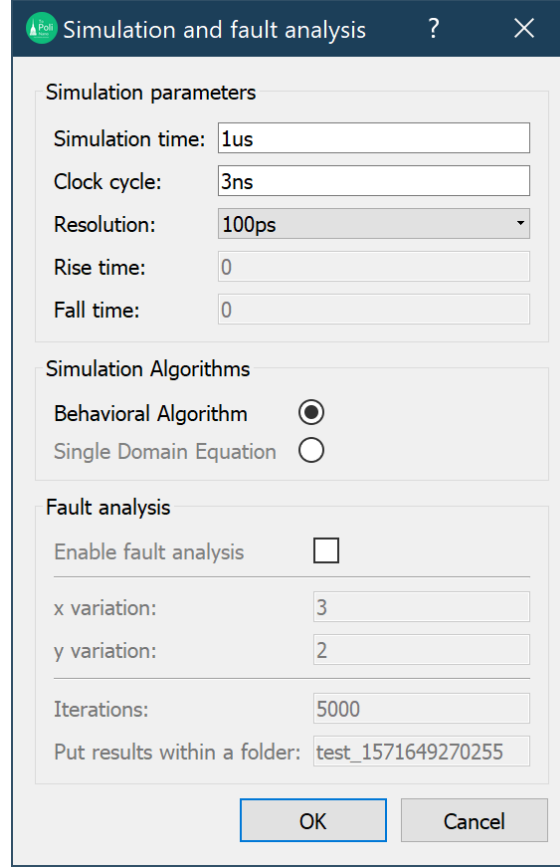 Simulation and fault analysis ?
Simulation parameters
Simulation time: 1us
Clock cycle: 3ns
Resolution: 100ps
Rise time: 0
Fall time: 0
Simulation Algorithms
Behavioral Algorithm
Single Domain Equation
Fault analysis
Enable fault analysis
x variation: 3
y variation: 2
Iterations: 5000
Put results within a folder: test_1571649270255
OK Cancel